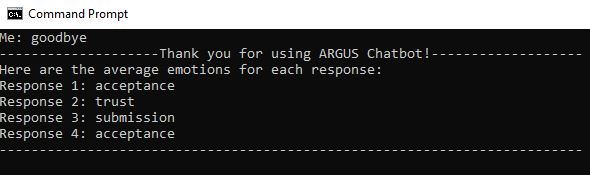 Command Prompt
Me: goodbye
--------------------Thank you for using ARGUS Chatbot!-------------------
Here are the average emotions for each response:
Response 1: acceptance
Response 2: trust
Response 3: submission
Response 4: acceptance
-------------------------------------------------------------------------